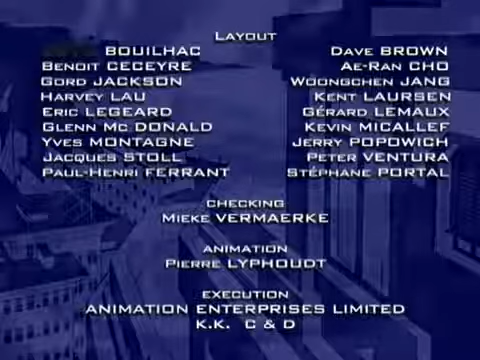 LAYOUT
BOUILHAC
DAVE BROWN
BENOIT CECEYRE
AE-RAN CHO
GORD JACKSON
WOONGCHEN JANG
HARVEY LAU
KENT LAURSEN
ERIC LEGEARD
GÉRARD LEMAUX
GLENN MC DONALD
KEVIN MICALLEF
YVES MONTAGNE
JERRY POPOWICH
JACQUES STOLL
PETER VENTURA
PAUL-HENRI FERRANT
STÉPHANE PORTAL
CHECKING
MIEKE VERMAERKE
ANIMATION
PIERRE LYPHOUDT
EXECUTION
ANIMATION ENTERPRISES LIMITED
K.K. C & D